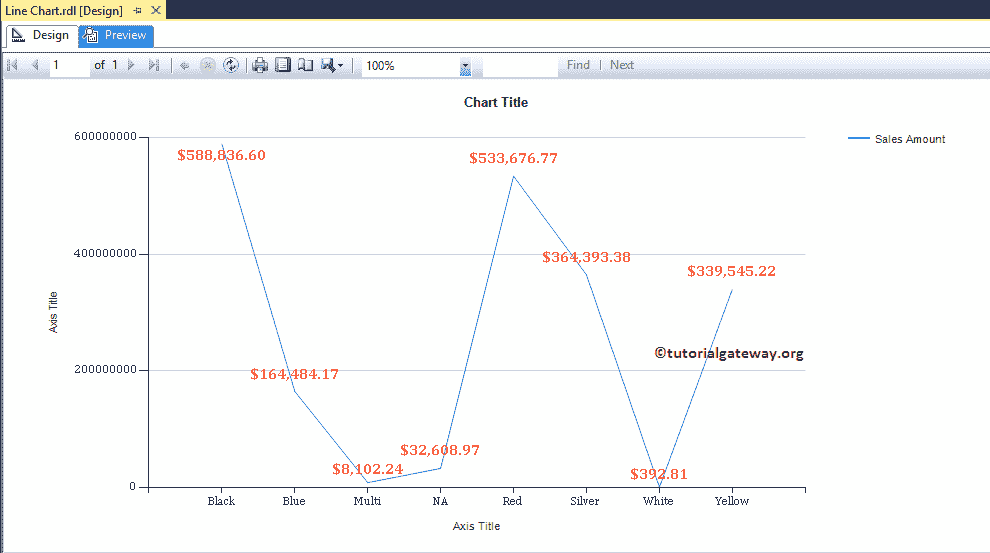 Line Chart.rdl [Design]
Design Preview
1 of 1 100% Find | Next
Chart Title
600000000
$588,836.60
$533,676.77
Sales Amount
400000000
$364,393.38
$339,545.22
Axis Title
©tutorialgateway.org
200000000
$164,484.17
$32,608.97
$8,102.24
$392.81
0
Black Blue Multi NA Red Silver White Yellow
Axis Title